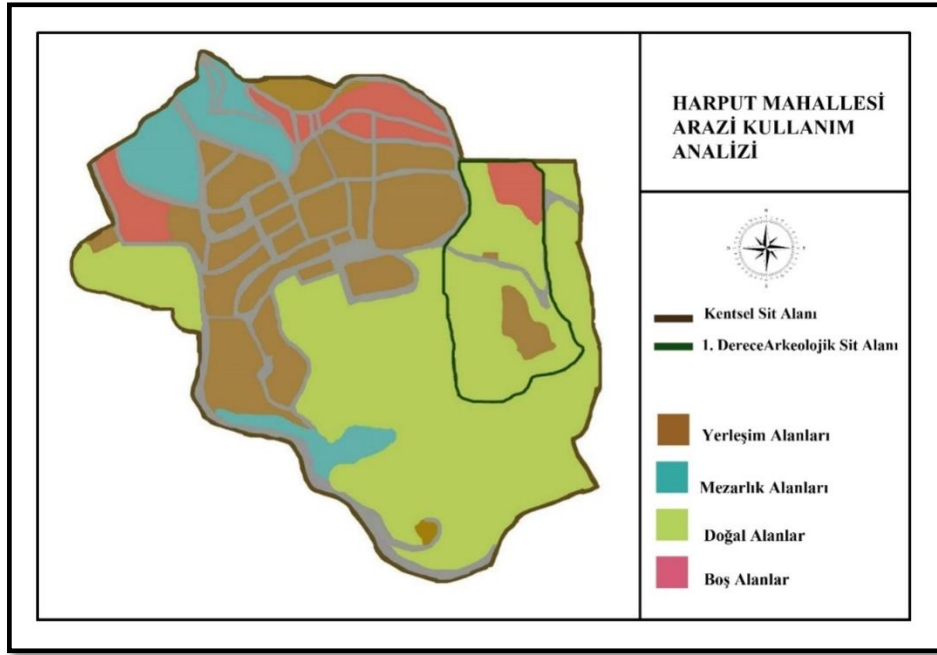 HARPUT MAHALLESİ
ARAZİ KULLANIM
ANALİZİ
Kentsel Sit Alanı
1. DereceArkeolojik Sit Alanı
Yerleşim Alanları
Mezarlık Alanları
Doğal Alanlar
Boş Alanlar